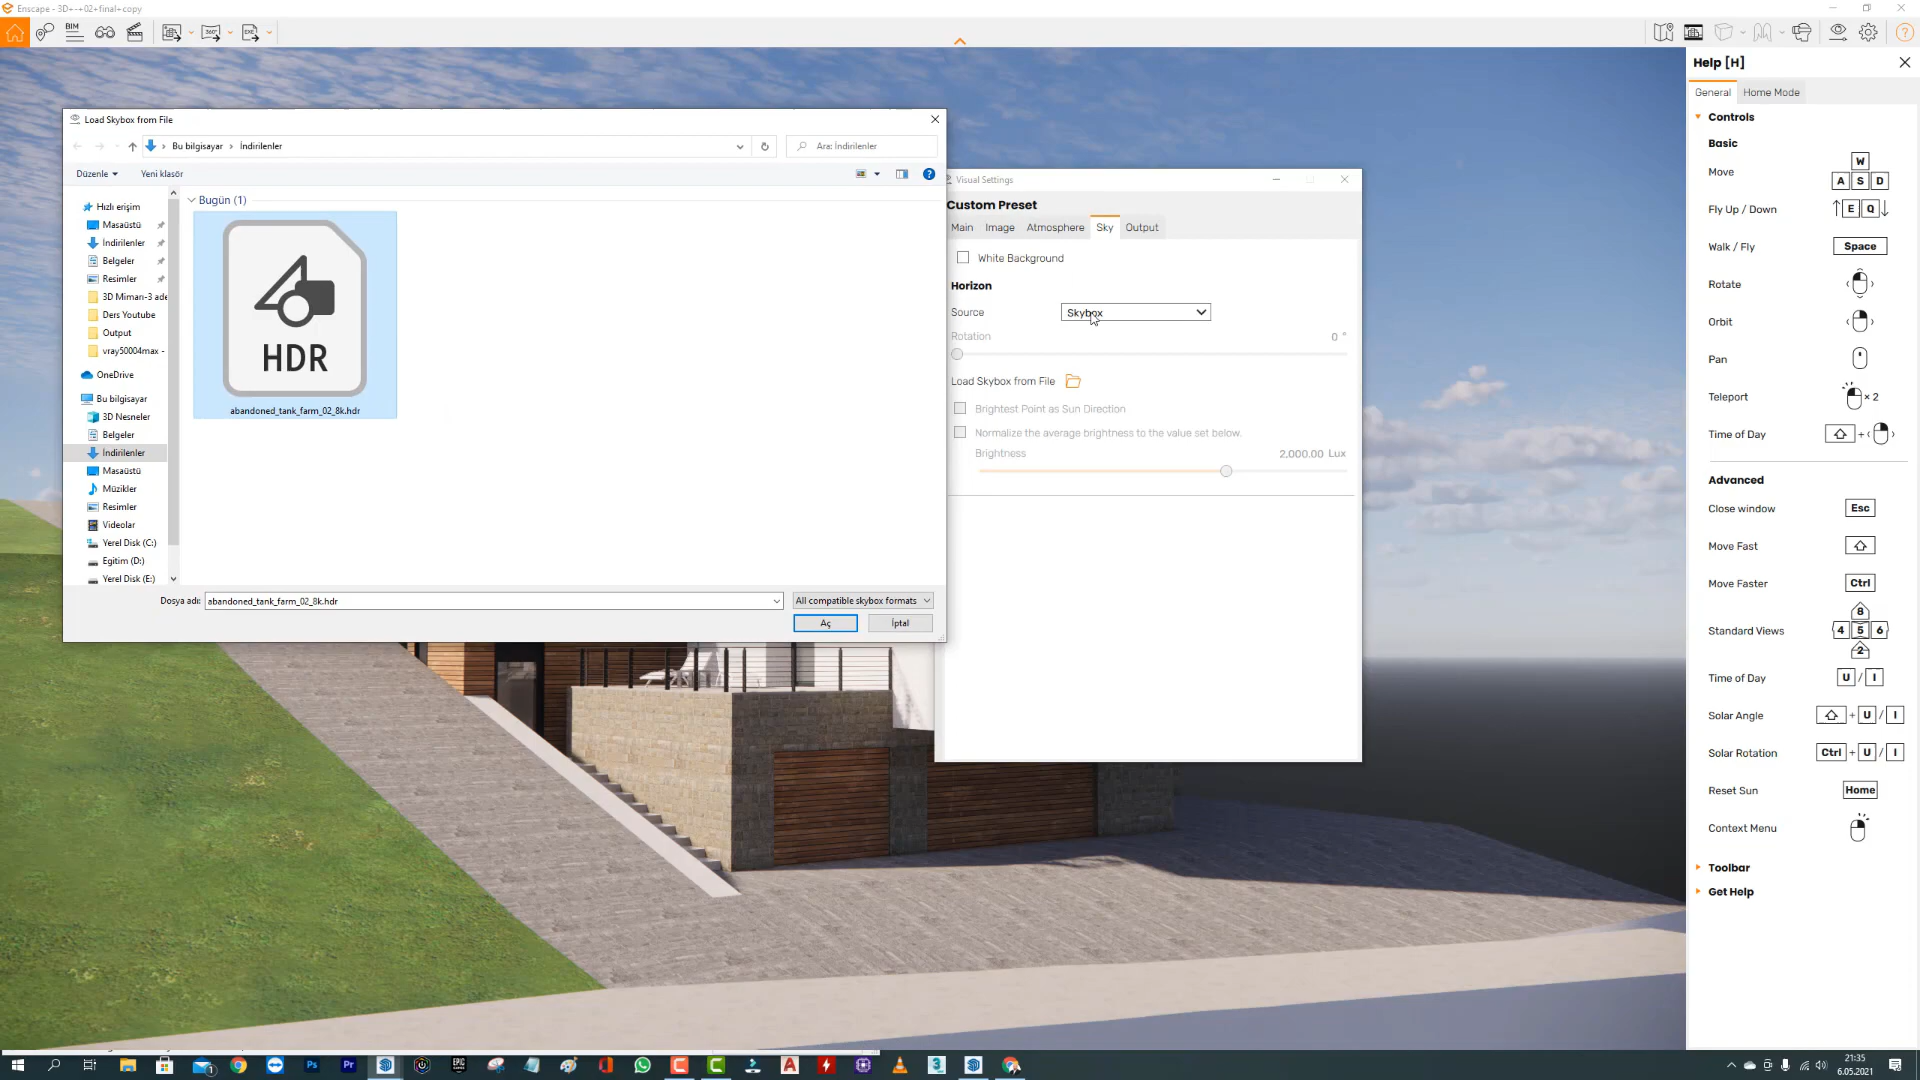 Enscape - 3D+-+02+final+copy
BIM
360°
EXE
?
Load Skybox from File
Bu bilgisayar › İndirilenler
Ara: İndirilenler
Düzenle
Yeni klasör
?
Hızlı erişim
Masaüstü
İndirilenler
Belgeler
Resimler
3D Mimari-3 ade
Ders Youtube
Output
vray50004max -
OneDrive
Bu bilgisayar
3D Nesneler
Belgeler
İndirilenler
Masaüstü
Müzikler
Resimler
Videolar
Yerel Disk (C:)
Egitim (D:)
Yerel Disk (E:)
Bugün (1)
HDR
abandoned_tank_farm_02_8k.hdr
Dosya adı:
abandoned_tank_farm_02_8k.hdr
All compatible skybox formats
Aç
İptal
Visual Settings
Custom Preset
Main
Image
Atmosphere
Sky
Output
White Background
Horizon
Source
Skybox
Rotation
0 °
Load Skybox from File
Brightest Point as Sun Direction
Normalize the average brightness to the value set below.
Brightness
2,000.00 Lux
Help [H]
General
Home Mode
Controls
Basic
Move
W
A S D
Fly Up / Down
E Q
Walk / Fly
Space
Rotate
Orbit
Pan
Teleport
× 2
Time of Day
+
Advanced
Close window
Esc
Move Fast
Move Faster
Ctrl
Standard Views
8
4 5 6
2
Time of Day
U / I
Solar Angle
+ U / I
Solar Rotation
Ctrl + U / I
Reset Sun
Home
Context Menu
Toolbar
Get Help
1
Ps
Pr
EPIC
A
3
21:35
6.05.2021